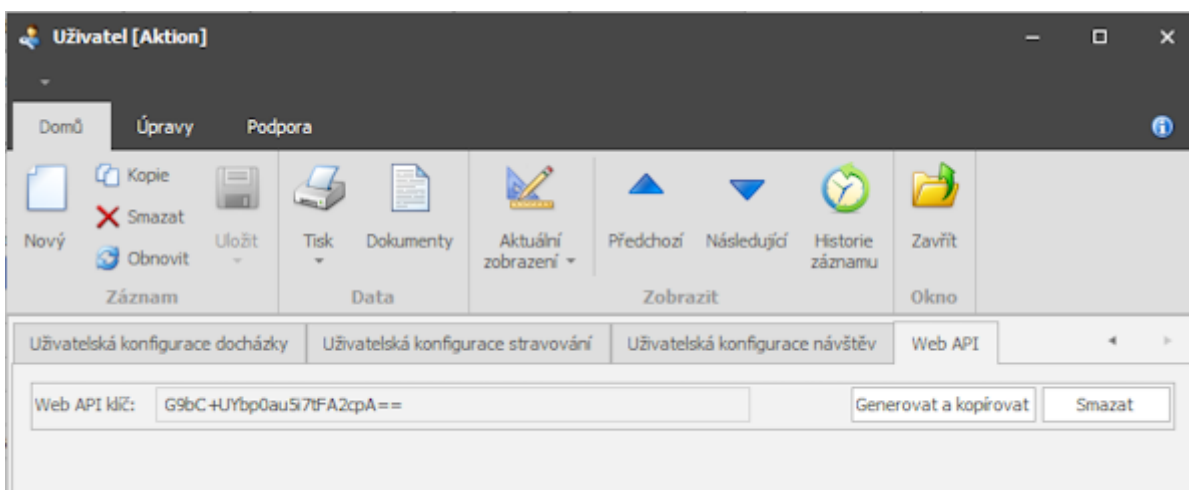 Uživatel [Aktion]
Domů Úpravy Podpora
Nový
Kopie
Smazat
Obnovit
Uložit
Tisk
Dokumenty
Aktuální
zobrazení
Předchozí
Následující
Historie
záznamu
Zavřít
Záznam Data Zobrazit Okno
Uživatelská konfigurace docházky Uživatelská konfigurace stravování Uživatelská konfigurace návštěv Web API
Web API klíč: G9bC+UYbp0au5i7tFA2cpA== Generovat a kopírovat Smazat